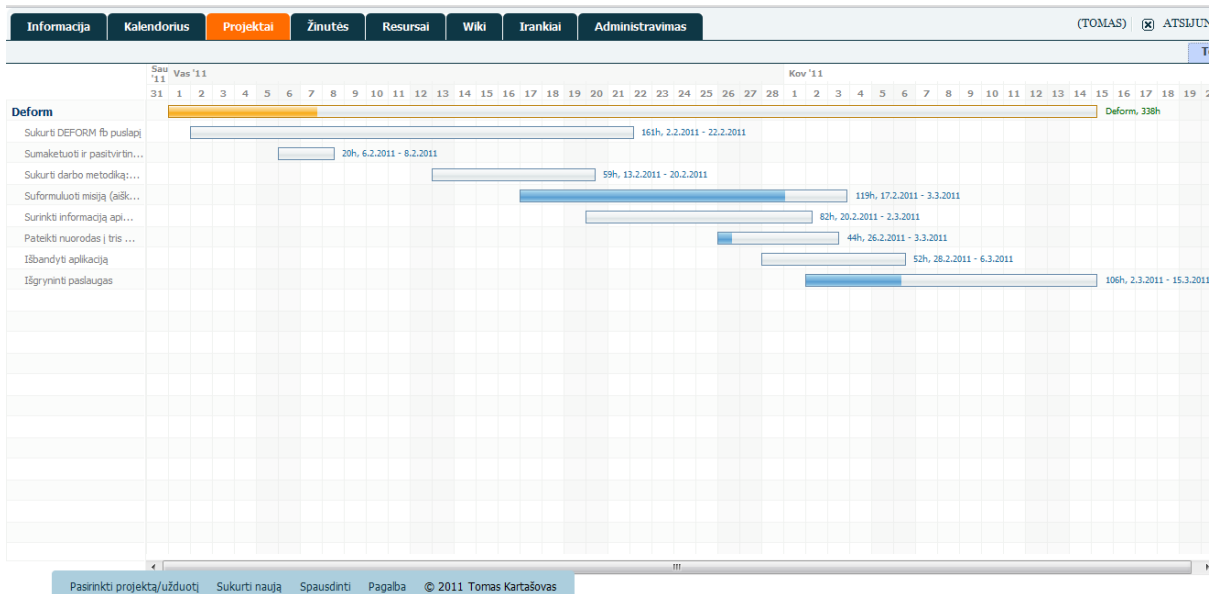 Informacija Kalendorius Projektai Žinutės Resursai Wiki Irankiai Administravimas (TOMAS) ATSIJUN
Sau '11 Vas '11 Kov '11
31 1 2 3 4 5 6 7 8 9 10 11 12 13 14 15 16 17 18 19 20 21 22 23 24 25 26 27 28 1 2 3 4 5 6 7 8 9 10 11 12 13 14 15 16 17 18 19
Deform Deform, 338h
Sukurti DEFORM fb puslapį 161h, 2.2.2011 - 22.2.2011
Sumaketuoti ir pasitvirtin... 20h, 6.2.2011 - 8.2.2011
Sukurti darbo metodiką:... 59h, 13.2.2011 - 20.2.2011
Suformuluoti misiją (aišk... 119h, 17.2.2011 - 3.3.2011
Surinkti informaciją api... 82h, 20.2.2011 - 2.3.2011
Pateikti nuorodas į tris ... 44h, 26.2.2011 - 3.3.2011
Išbandyti aplikaciją 52h, 28.2.2011 - 6.3.2011
Išgryninti paslaugas 106h, 2.3.2011 - 15.3.2011
Pasirinkti projektą/užduotį Sukurti naują Spausdinti Pagalba © 2011 Tomas Kartašovas